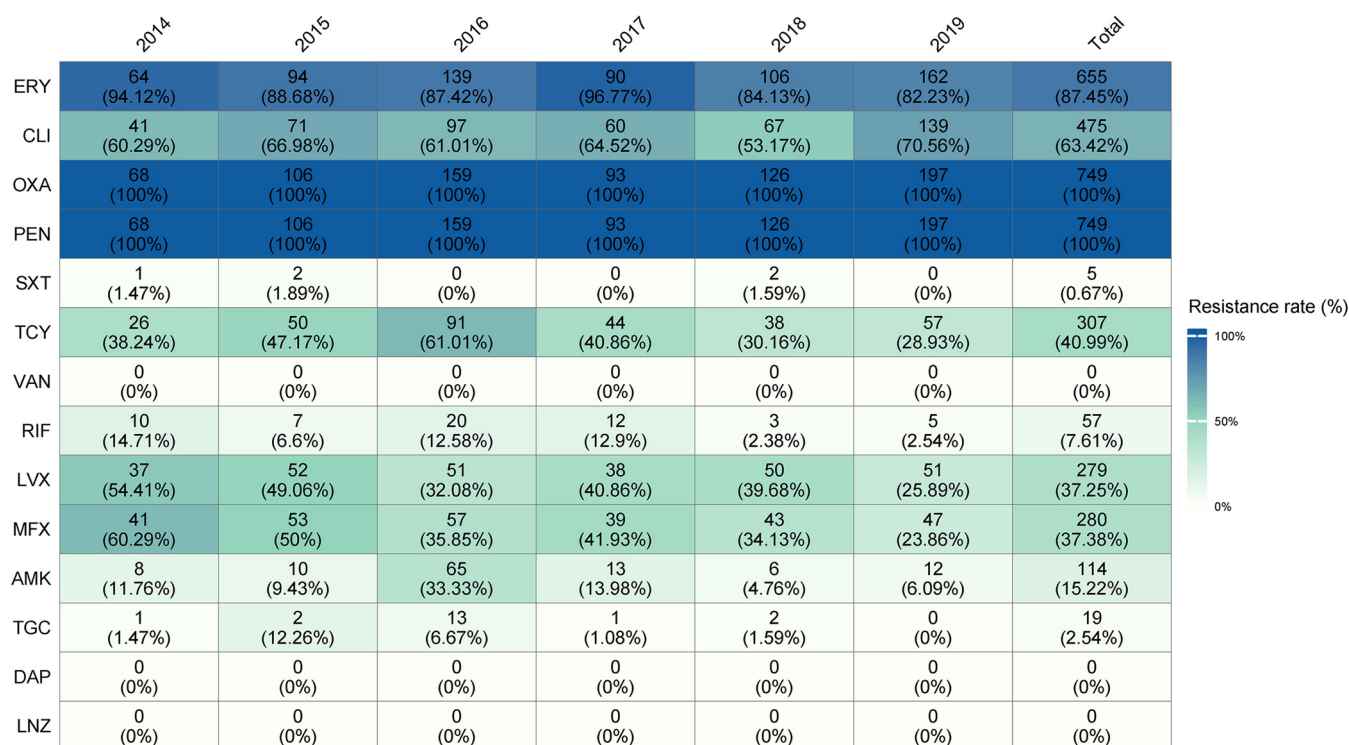 2014 2015 2016 2017 2018 2019 Total
ERY 64 94 139 90 106 162 655
(94.12%) (88.68%) (87.42%) (96.77%) (84.13%) (82.23%) (87.45%)
CLI 41 71 97 60 67 139 475
(60.29%) (66.98%) (61.01%) (64.52%) (53.17%) (70.56%) (63.42%)
OXA 68 106 159 93 126 197 749
(100%) (100%) (100%) (100%) (100%) (100%) (100%)
PEN 68 106 159 93 126 197 749
(100%) (100%) (100%) (100%) (100%) (100%) (100%)
SXT 1 2 0 0 2 0 5
(1.47%) (1.89%) (0%) (0%) (1.59%) (0%) (0.67%)
TCY 26 50 91 44 38 57 307
(38.24%) (47.17%) (61.01%) (40.86%) (30.16%) (28.93%) (40.99%)
VAN 0 0 0 0 0 0 0
(0%) (0%) (0%) (0%) (0%) (0%) (0%)
RIF 10 7 20 12 3 5 57
(14.71%) (6.6%) (12.58%) (12.9%) (2.38%) (2.54%) (7.61%)
LVX 37 52 51 38 50 51 279
(54.41%) (49.06%) (32.08%) (40.86%) (39.68%) (25.89%) (37.25%)
MFX 41 53 57 39 43 47 280
(60.29%) (50%) (35.85%) (41.93%) (34.13%) (23.86%) (37.38%)
AMK 8 10 65 13 6 12 114
(11.76%) (9.43%) (33.33%) (13.98%) (4.76%) (6.09%) (15.22%)
TGC 1 2 13 1 2 0 19
(1.47%) (12.26%) (6.67%) (1.08%) (1.59%) (0%) (2.54%)
DAP 0 0 0 0 0 0 0
(0%) (0%) (0%) (0%) (0%) (0%) (0%)
LNZ 0 0 0 0 0 0 0
(0%) (0%) (0%) (0%) (0%) (0%) (0%)
Resistance rate (%)
100%
50%
0%